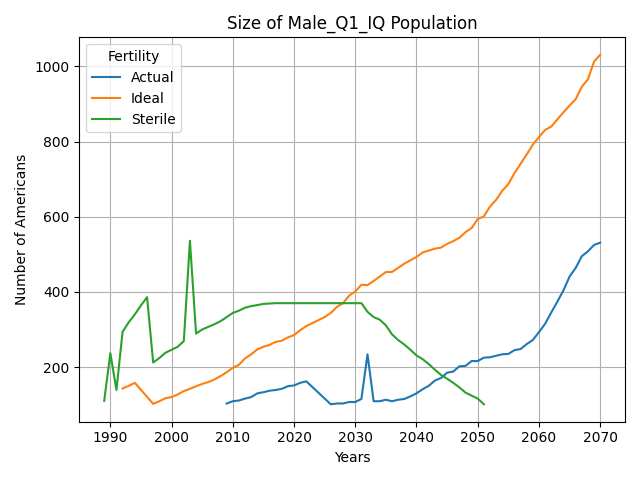 Size of Male_Q1_IQ Population
Fertility
Actual
Ideal
Sterile
Number of Americans
1000
800
600
400
200
1990 2000 2010 2020 2030 2040 2050 2060 2070
Years